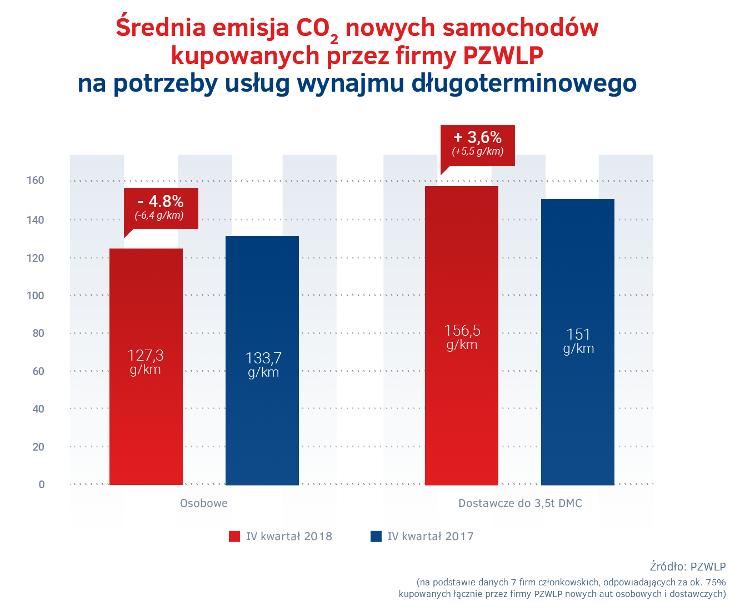 Średnia emisja CO₂ nowych samochodów
kupowanych przez firmy PZWLP
na potrzeby usług wynajmu długoterminowego
+ 3,6%
(+5,5 g/km)
- 4.8%
(-6,4 g/km)
160
140
120
100
80
60
40
20
0
127,3
g/km
133,7
g/km
156,5
g/km
151
g/km
Osobowe
Dostawcze do 3,5t DMC
IV kwartał 2018
IV kwartał 2017
Źródło: PZWLP
(na podstawie danych 7 firm członkowskich, odpowiadających za ok. 75%
kupowanych łącznie przez firmy PZWLP nowych aut osobowych i dostawczych)